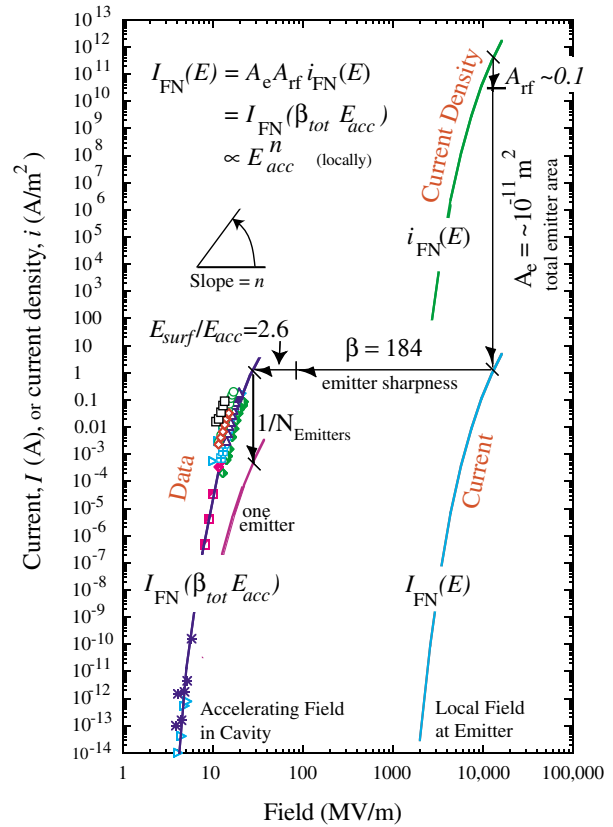 I_FN(E) = A_e A_rf i_FN(E)
= I_FN(β_tot E_acc)
∝ E_acc^n (locally)
Slope = n
E_surf/E_acc=2.6
β = 184
emitter sharpness
1/N_Emitters
one
emitter
Data
I_FN(β_tot E_acc)
Accelerating Field
in Cavity
Current Density
i_FN(E)
A_rf ~0.1
A_e = ~10^-11 m^2
total emitter area
Current
I_FN(E)
Local Field
at Emitter
Current, I (A), or current density, i (A/m^2)
10^12
10^11
10^10
10^9
10^8
10^7
10^6
10^5
10^4
10^3
100
10
1
0.1
0.01
0.001
10^-4
10^-5
10^-6
10^-7
10^-8
10^-9
10^-10
10^-11
10^-12
10^-13
10^-14
1 10 100 1000 10,000 100,000
Field (MV/m)